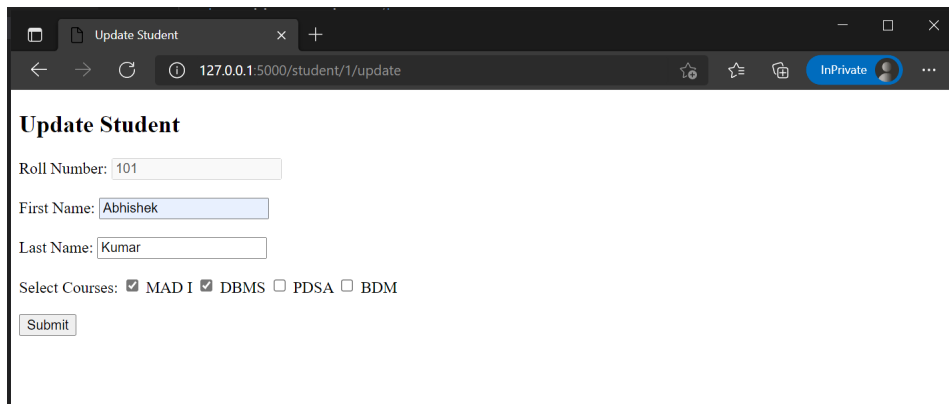 Update Student
127.0.0.1:5000/student/1/update InPrivate
Update Student
Roll Number: 101
First Name: Abhishek
Last Name: Kumar
Select Courses: MAD I DBMS PDSA BDM
Submit